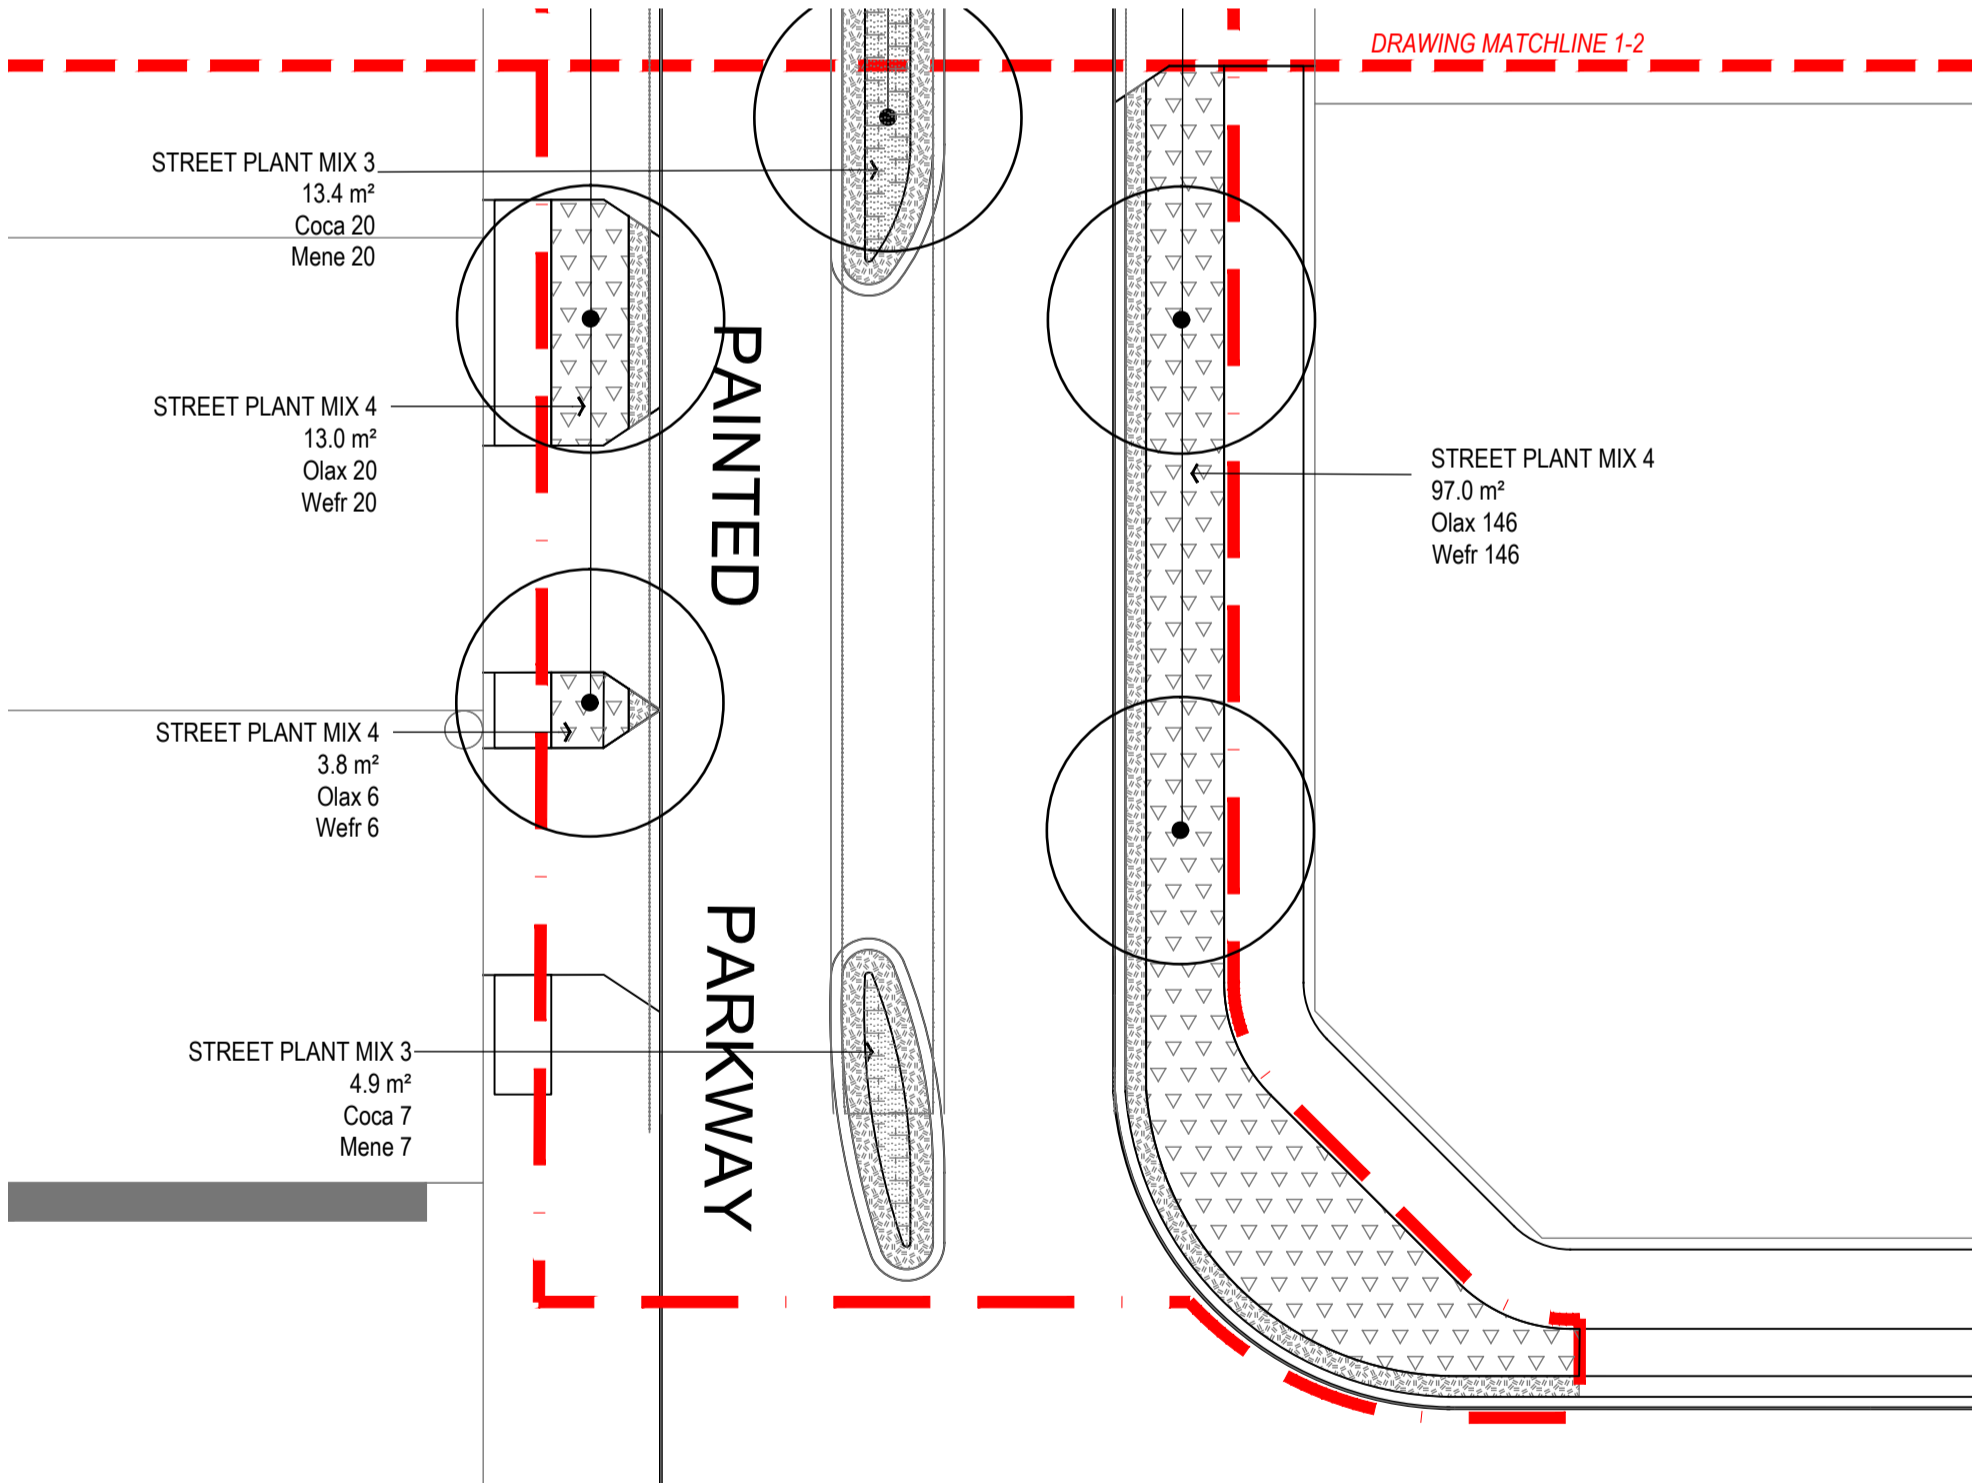 DRAWING MATCHLINE 1-2
STREET PLANT MIX 3
13.4 m²
Coca 20
Mene 20
STREET PLANT MIX 4
13.0 m²
Olax 20
Wefr 20
PAINTED
STREET PLANT MIX 4
97.0 m²
Olax 146
Wefr 146
STREET PLANT MIX 4
3.8 m²
Olax 6
Wefr 6
PARKWAY
STREET PLANT MIX 3
4.9 m²
Coca 7
Mene 7